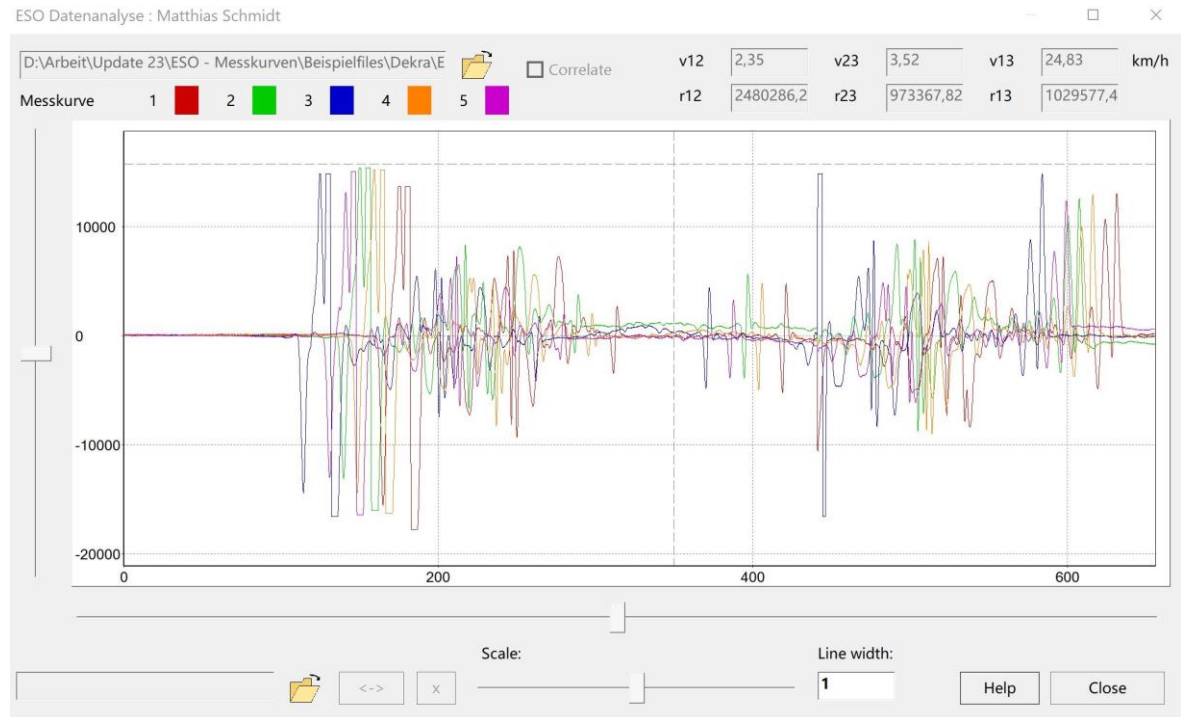 ESO Datenanalyse : Matthias Schmidt
D:\Arbeit\Update 23\ESO - Messkurven\Beispielfiles\Dekra\E
Correlate
v12 2,35 v23 3,52 v13 24,83 km/h
Messkurve 1 2 3 4 5
r12 2480286,2 r23 973367,82 r13 1029577,4
10000
0
-10000
-20000
0 200 400 600
Scale:
Line width:
<-> x
1
Help Close